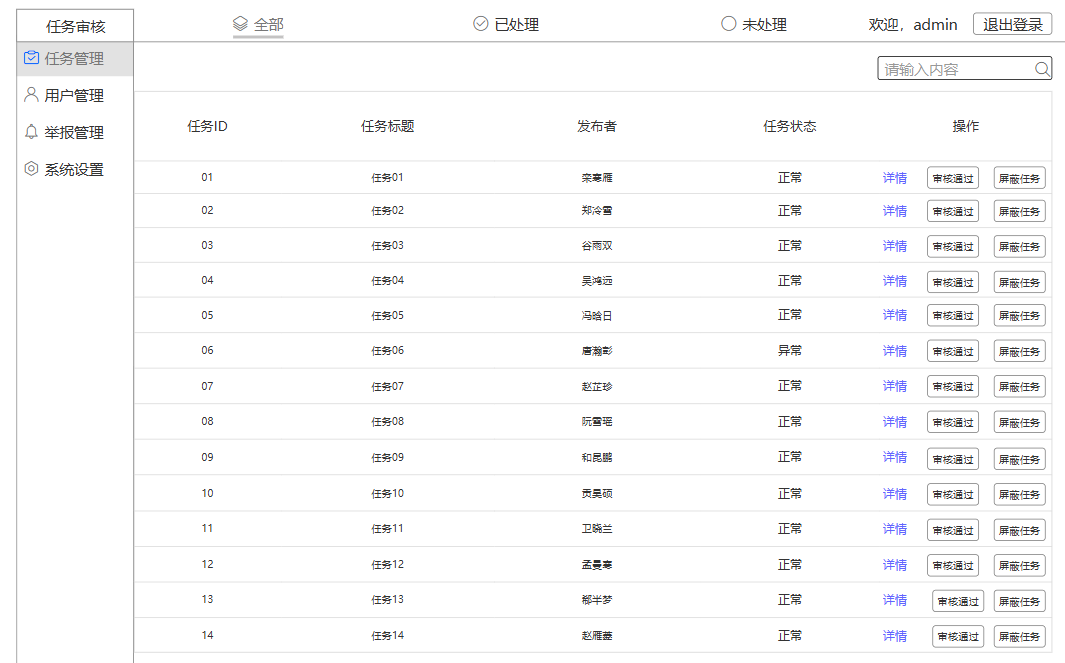 任务审核 全部 已处理 未处理 欢迎，admin 退出登录
任务管理
请输入内容
用户管理
举报管理
系统设置
任务ID 任务标题 发布者 任务状态 操作
01 任务01 栾寒雁 正常 详情 审核通过 屏蔽任务
02 任务02 郑冷雪 正常 详情 审核通过 屏蔽任务
03 任务03 谷雨双 正常 详情 审核通过 屏蔽任务
04 任务04 吴鸿远 正常 详情 审核通过 屏蔽任务
05 任务05 冯晗日 正常 详情 审核通过 屏蔽任务
06 任务06 唐瀚彭 异常 详情 审核通过 屏蔽任务
07 任务07 赵芷珍 正常 详情 审核通过 屏蔽任务
08 任务08 阮雪瑶 正常 详情 审核通过 屏蔽任务
09 任务09 和昆鹏 正常 详情 审核通过 屏蔽任务
10 任务10 贡昊硕 正常 详情 审核通过 屏蔽任务
11 任务11 卫晓兰 正常 详情 审核通过 屏蔽任务
12 任务12 孟曼寒 正常 详情 审核通过 屏蔽任务
13 任务13 半梦 正常 详情 审核通过 屏蔽任务
14 任务14 赵雁 正常 详情 审核通过 屏蔽任务